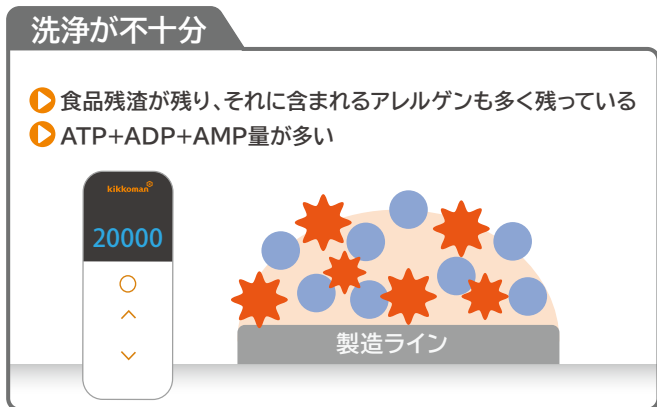 洗浄が不十分
食品残渣が残り、それに含まれるアレルゲンも多く残っている
ATP+ADP+AMP量が多い
kikkoman
20000
製造ライン